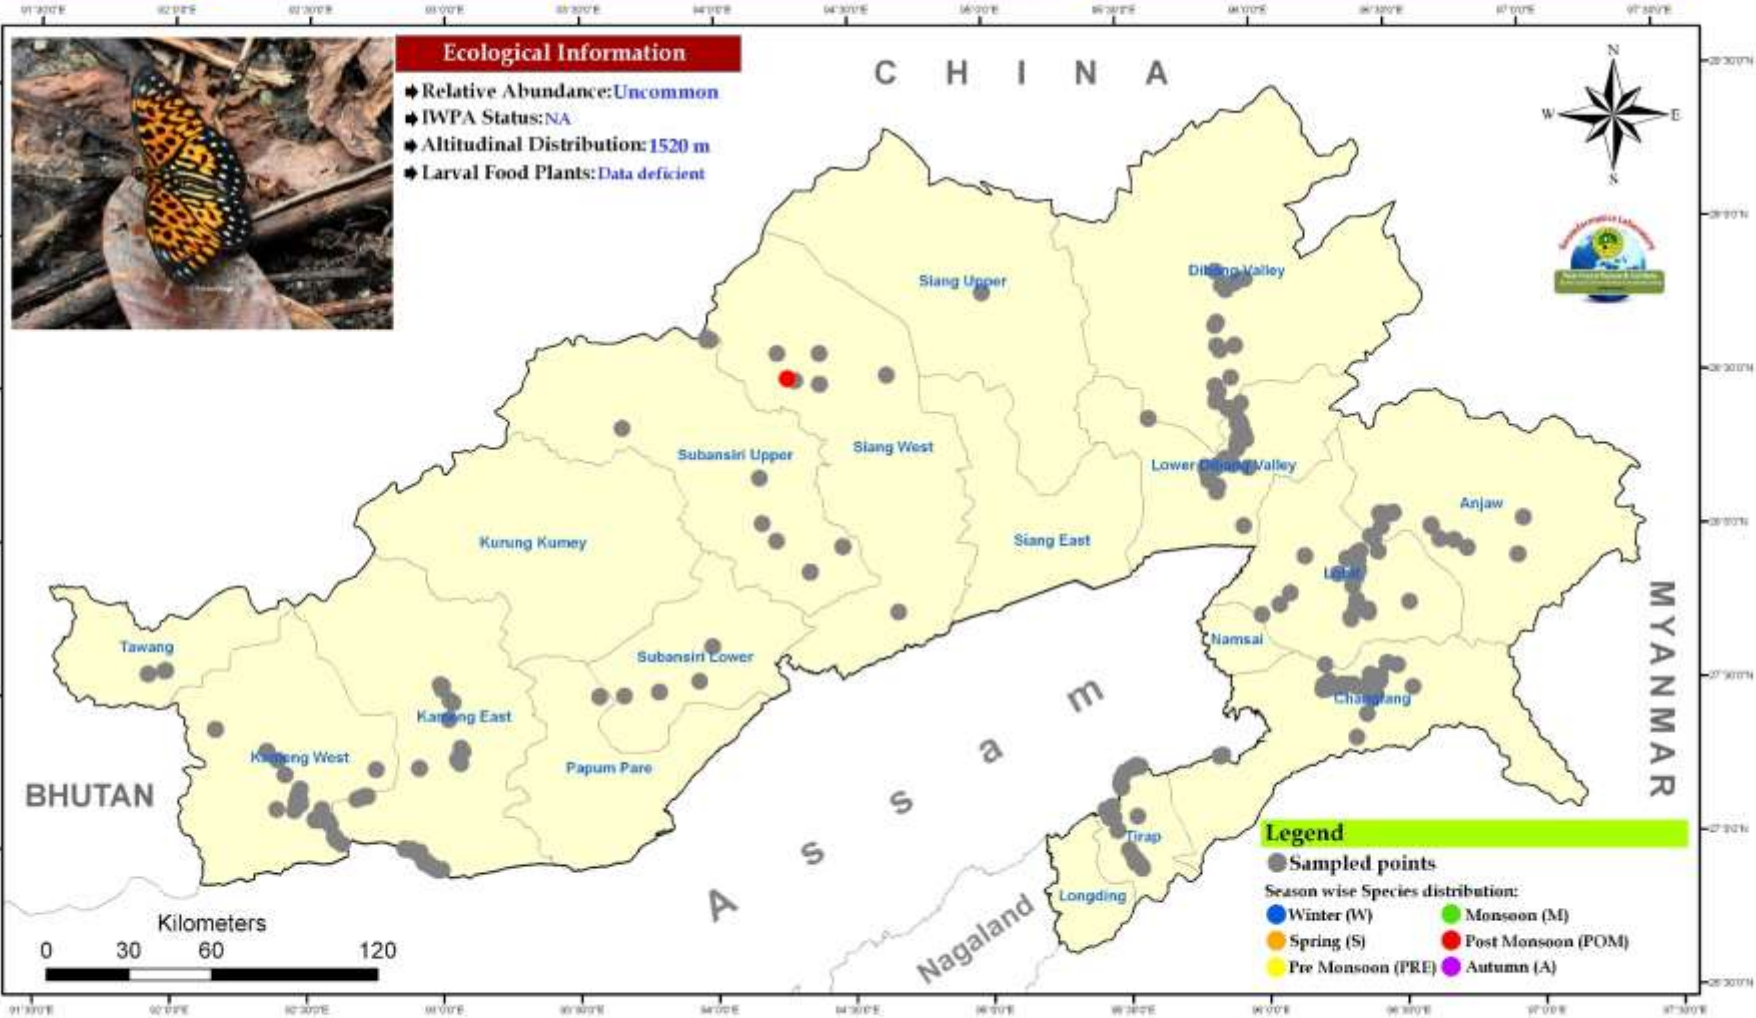 Ecological Information
Relative Abundance:Uncommon
IWPA Status:NA
Altitudinal Distribution:1520 m
Larval Food Plants:Data deficient
C H I N A
N
W E
S
Siang Upper
Dibang Valley
Subansiri Upper
Siang West
Lower Dibang Valley
Anjaw
Kurung Kumey
Siang East
Lohit
Tawang
Subansiri Lower
Namsai
MYANMAR
Kameng East
Changlang
Kameng West
Papum Pare
BHUTAN
Assam
Tirap
Longding
Nagaland
Kilometers
0 30 60 120
Legend
Sampled points
Season wise Species distribution:
Winter (W) Monsoon (M)
Spring (S) Post Monsoon (POM)
Pre Monsoon (PRE) Autumn (A)